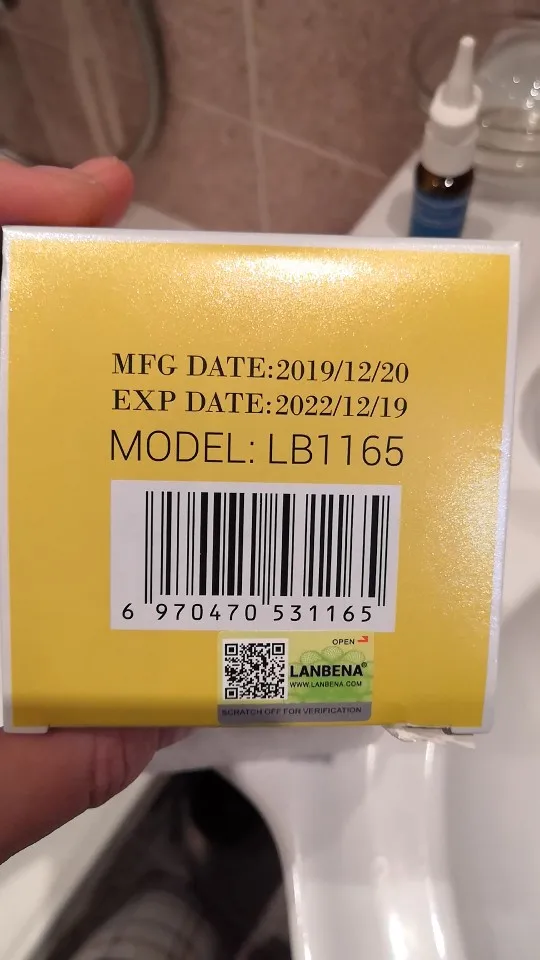 MFG DATE:2019/12/20
EXP DATE:2022/12/19
MODEL: LB1165
6 970470 531165
OPEN
LANBENA®
WWW.LANBENA.COM
SCRATCH OFF FOR VERIFICATION